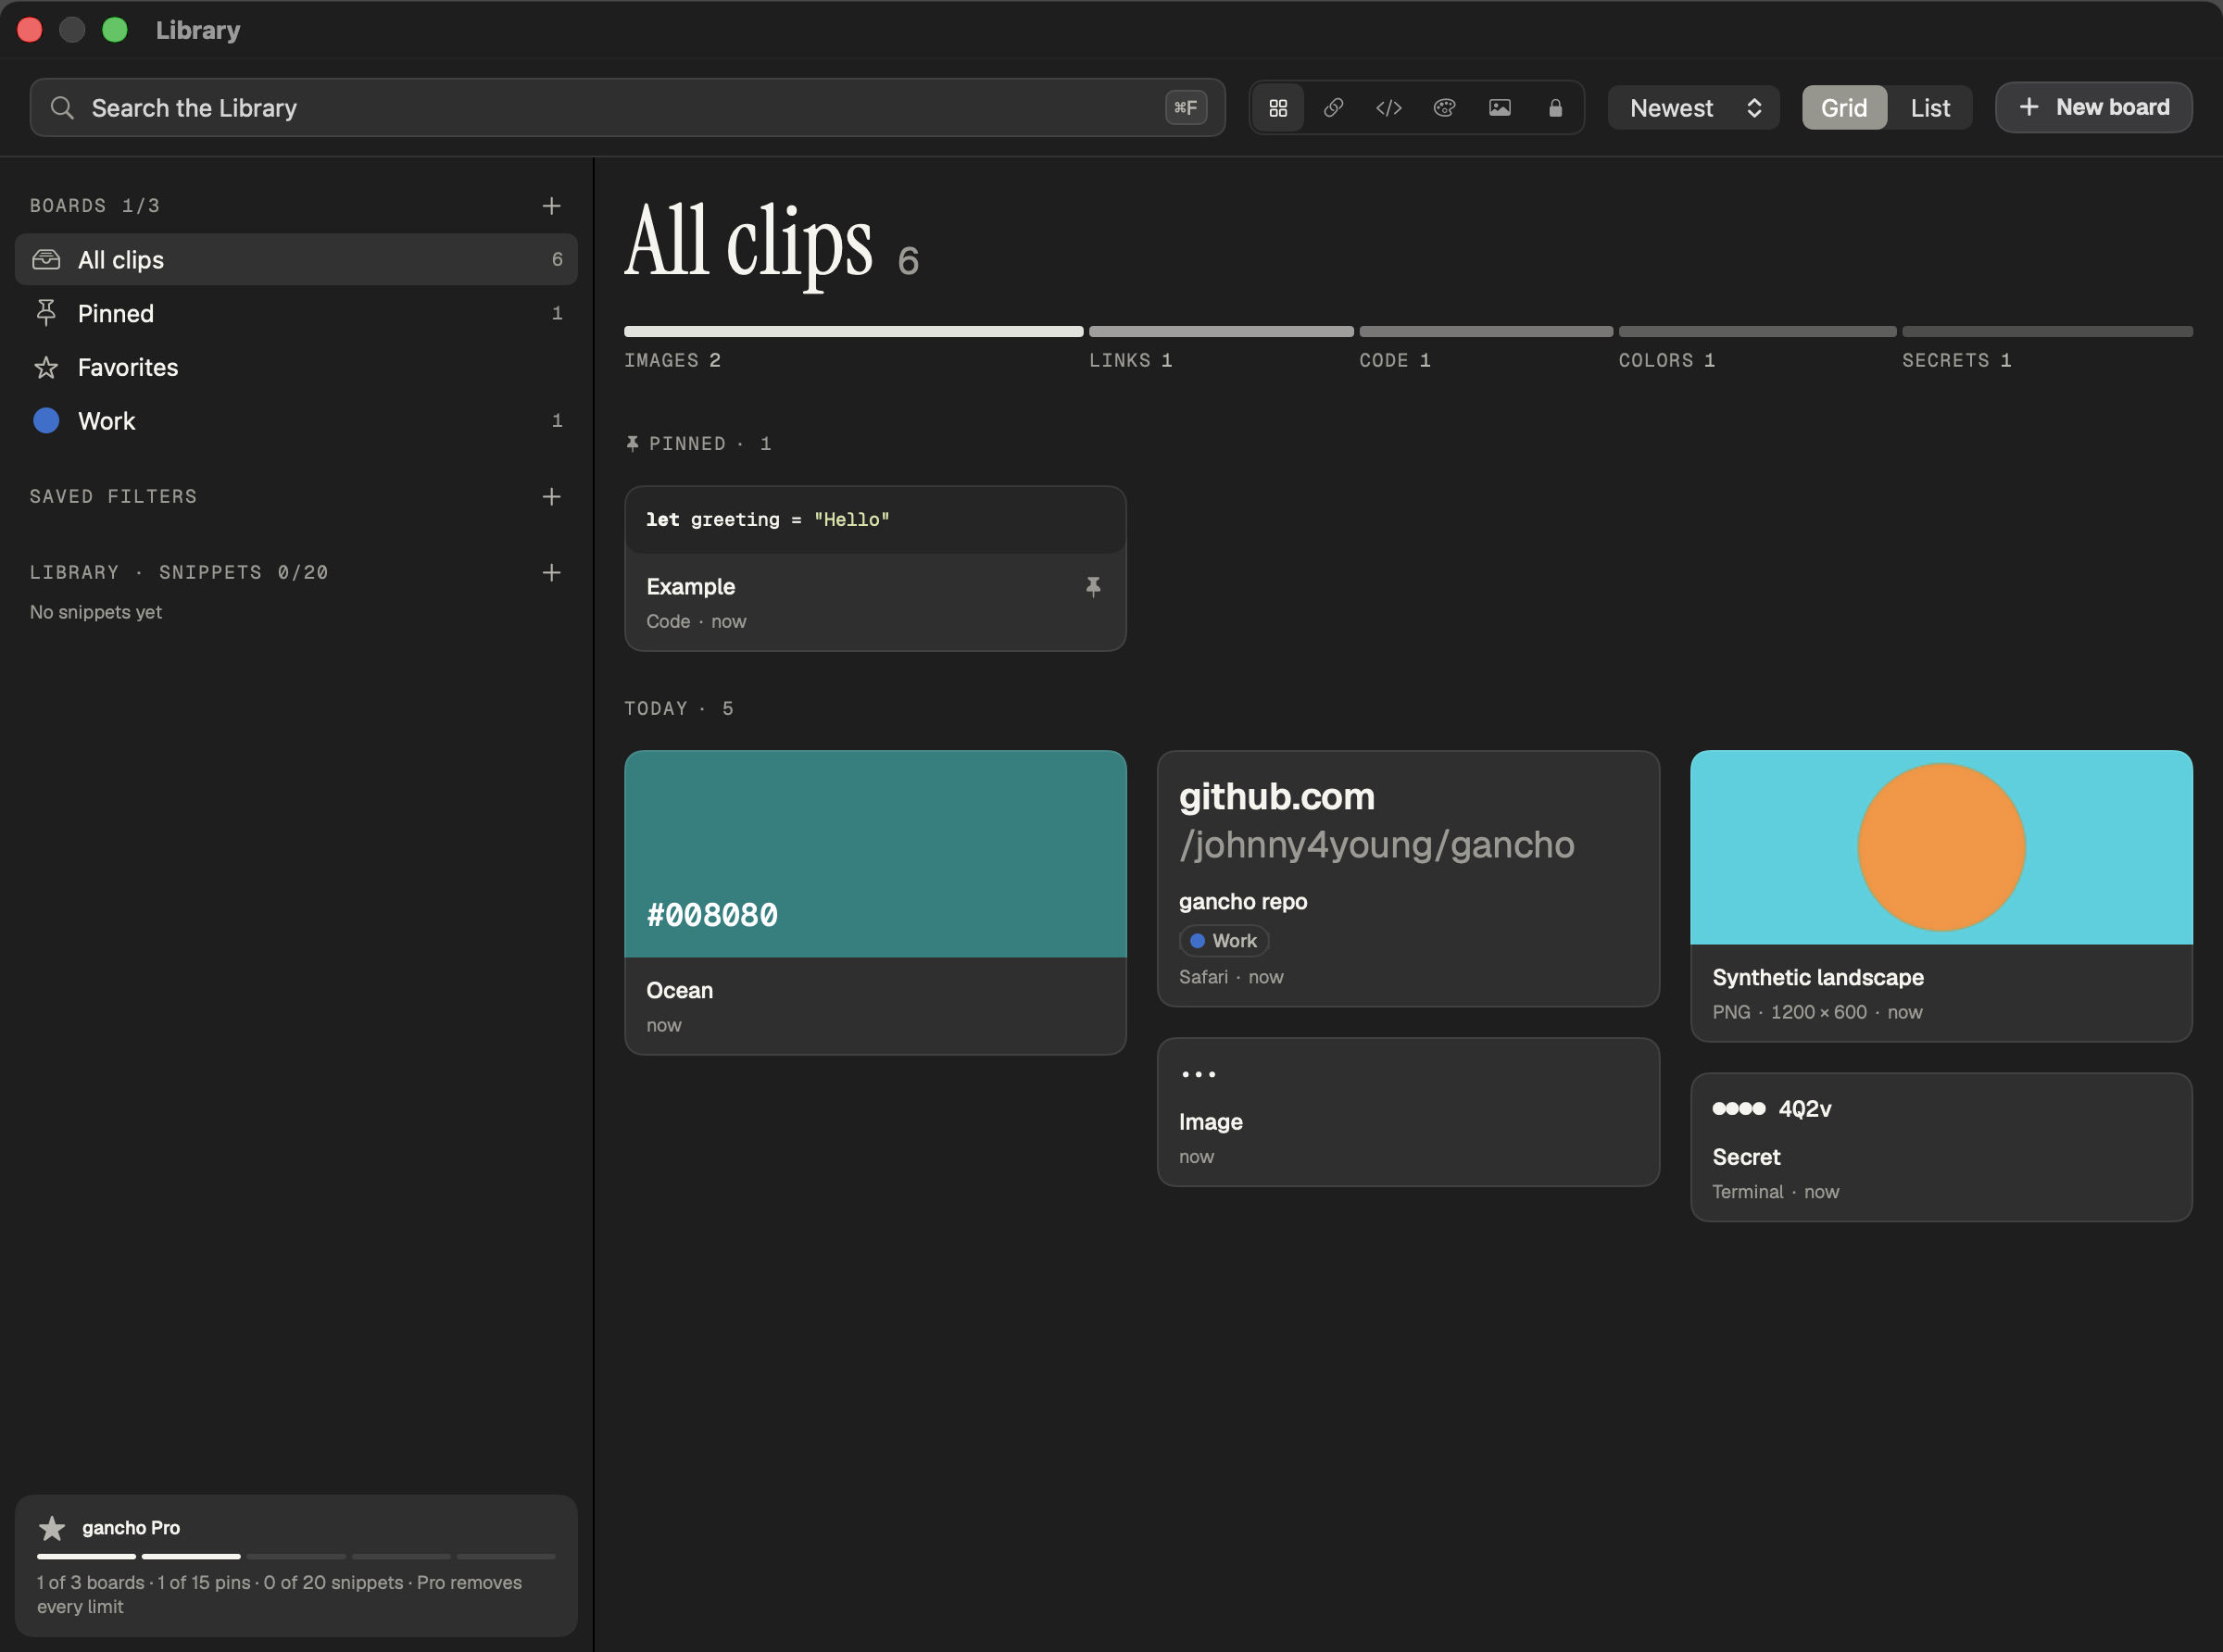 Library
Search the Library
⌘F
Newest
Grid
List
+ New board
BOARDS 1/3
All clips 6
Pinned 1
Favorites
Work 1
SAVED FILTERS
LIBRARY · SNIPPETS 0/20
No snippets yet
gancho Pro
1 of 3 boards · 1 of 15 pins · 0 of 20 snippets · Pro removes
every limit
All clips 6
IMAGES 2
LINKS 1
CODE 1
COLORS 1
SECRETS 1
PINNED · 1
let greeting = "Hello"
Example
Code · now
TODAY · 5
#008080
Ocean
now
github.com
/johnny4young/gancho
gancho repo
Work
Safari · now
...
Image
now
Synthetic landscape
PNG · 1200 × 600 · now
●●●● 4Q2v
Secret
Terminal · now